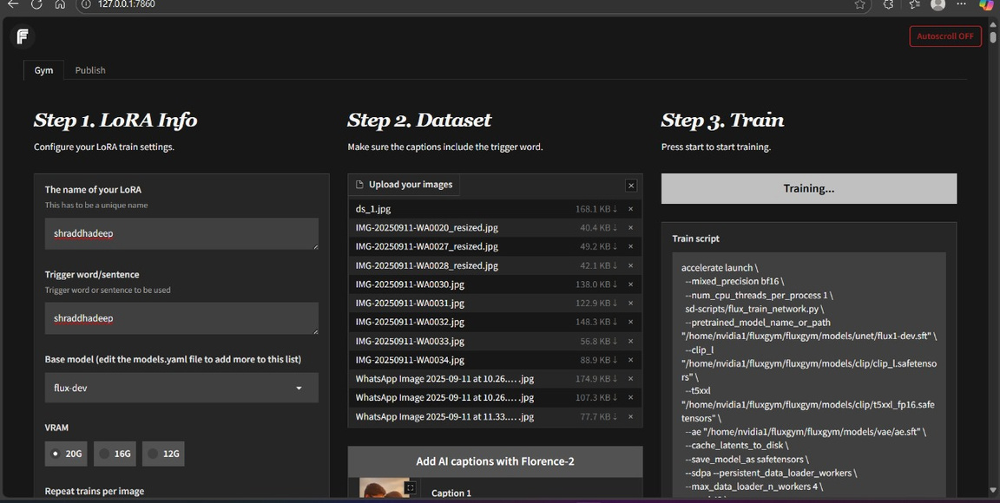 127.0.0.1:7860
F
Autoscroll OFF
Gym
Publish
Step 1. LoRA Info
Configure your LoRA train settings.
The name of your LoRA
This has to be a unique name
shraddhadeep
Trigger word/sentence
Trigger word or sentence to be used
shraddhadeep
Base model (edit the models.yaml file to add more to this list)
flux-dev
VRAM
20G
16G
12G
Repeat trains per image
Step 2. Dataset
Make sure the captions include the trigger word.
Upload your images
ds_1.jpg 168.1 KB ↓
IMG-20250911-WA0020_resized.jpg 40.4 KB ↓
IMG-20250911-WA0027_resized.jpg 49.2 KB ↓
IMG-20250911-WA0028_resized.jpg 42.1 KB ↓
IMG-20250911-WA0030.jpg 138.0 KB ↓
IMG-20250911-WA0031.jpg 122.9 KB ↓
IMG-20250911-WA0032.jpg 148.3 KB ↓
IMG-20250911-WA0033.jpg 56.8 KB ↓
IMG-20250911-WA0034.jpg 88.9 KB ↓
WhatsApp Image 2025-09-11 at 10.26.... .jpg 174.9 KB ↓
WhatsApp Image 2025-09-11 at 10.26.... .jpg 107.3 KB ↓
WhatsApp Image 2025-09-11 at 11.33.... .jpg 77.7 KB ↓
Add AI captions with Florence-2
Caption 1
Step 3. Train
Press start to start training.
Training...
Train script
accelerate launch \
--mixed_precision bf16 \
--num_cpu_threads_per_process 1 \
sd-scripts/flux_train_network.py \
--pretrained_model_name_or_path
"/home/nvidia1/fluxgym/fluxgym/models/unet/flux1-dev.sft" \
--clip_l
"/home/nvidia1/fluxgym/fluxgym/models/clip/clip_l.safetenso
rs" \
--t5xxl
"/home/nvidia1/fluxgym/fluxgym/models/clip/t5xxl_fp16.safe
tensors" \
--ae "/home/nvidia1/fluxgym/fluxgym/models/vae/ae.sft" \
--cache_latents_to_disk \
--save_model_as safetensors \
--sdpa --persistent_data_loader_workers \
--max_data_loader_n_workers 4 \